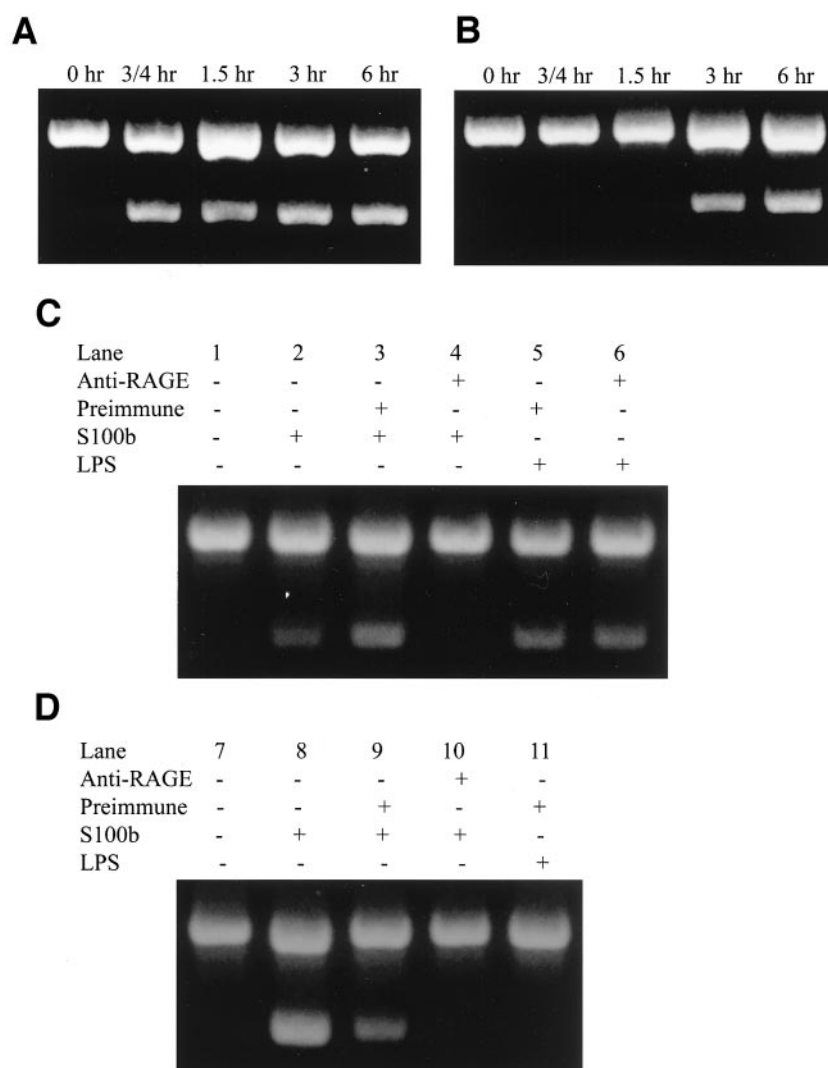 A
0 hr 3/4 hr 1.5 hr 3 hr 6 hr
B
0 hr 3/4 hr 1.5 hr 3 hr 6 hr
C
Lane 1 2 3 4 5 6
Anti-RAGE - - - + - +
Preimmune - - + - + -
S100b - + + + - -
LPS - - - - + +
D
Lane 7 8 9 10 11
Anti-RAGE - - - + -
Preimmune - - + - +
S100b - + + + -
LPS - - - - +